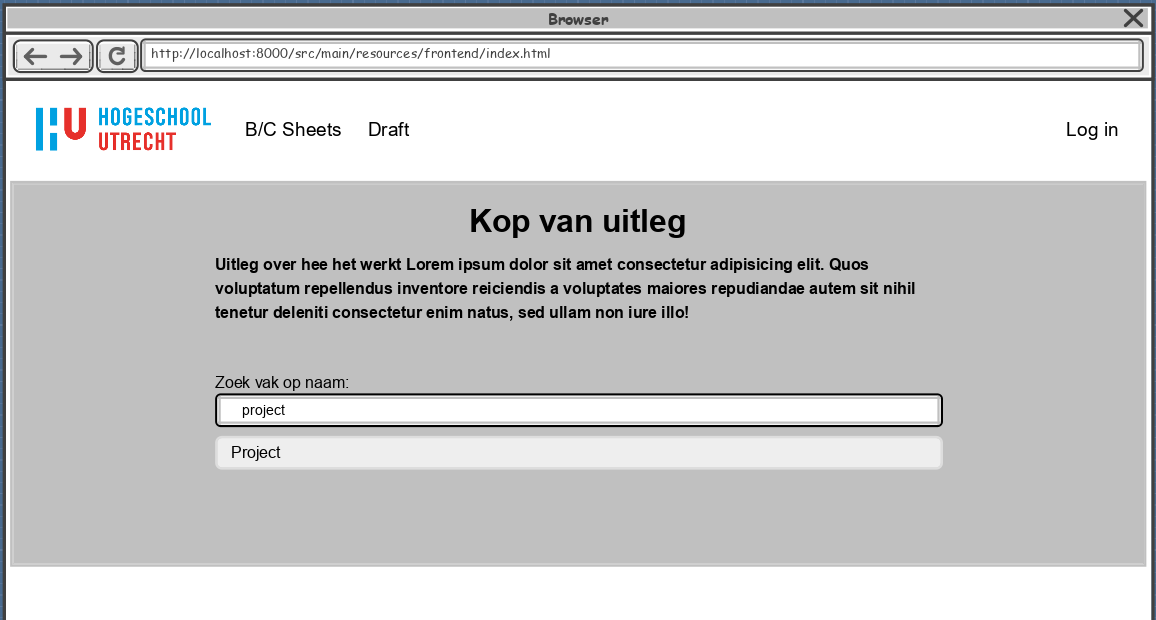 Browser
http://localhost:8000/src/main/resources/frontend/index.html
HU HOGESCHOOL
UTRECHT
B/C Sheets
Draft
Log in
Kop van uitleg
Uitleg over hee het werkt Lorem ipsum dolor sit amet consectetur adipisicing elit. Quos
voluptatum repellendus inventore reiciendis a voluptates maiores repudiandae autem sit nihil
tenetur deleniti consectetur enim natus, sed ullam non iure illo!
Zoek vak op naam:
project
Project